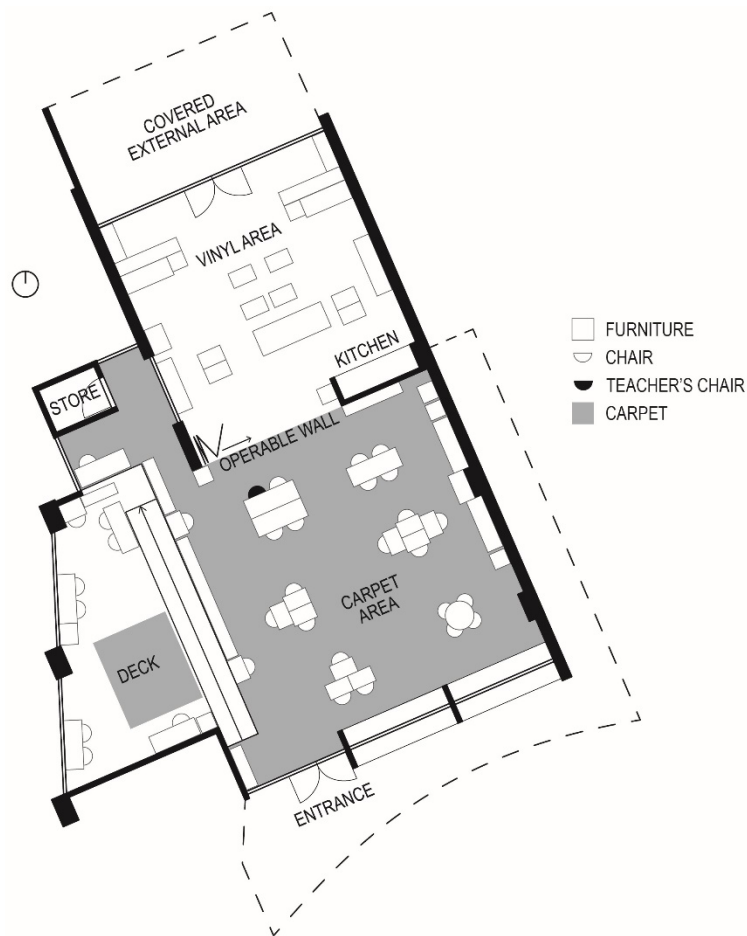 COVERED
EXTERNAL AREA
VINYL AREA
KITCHEN
STORE
OPERABLE WALL
CARPET
AREA
DECK
ENTRANCE
FURNITURE
CHAIR
TEACHER'S CHAIR
CARPET